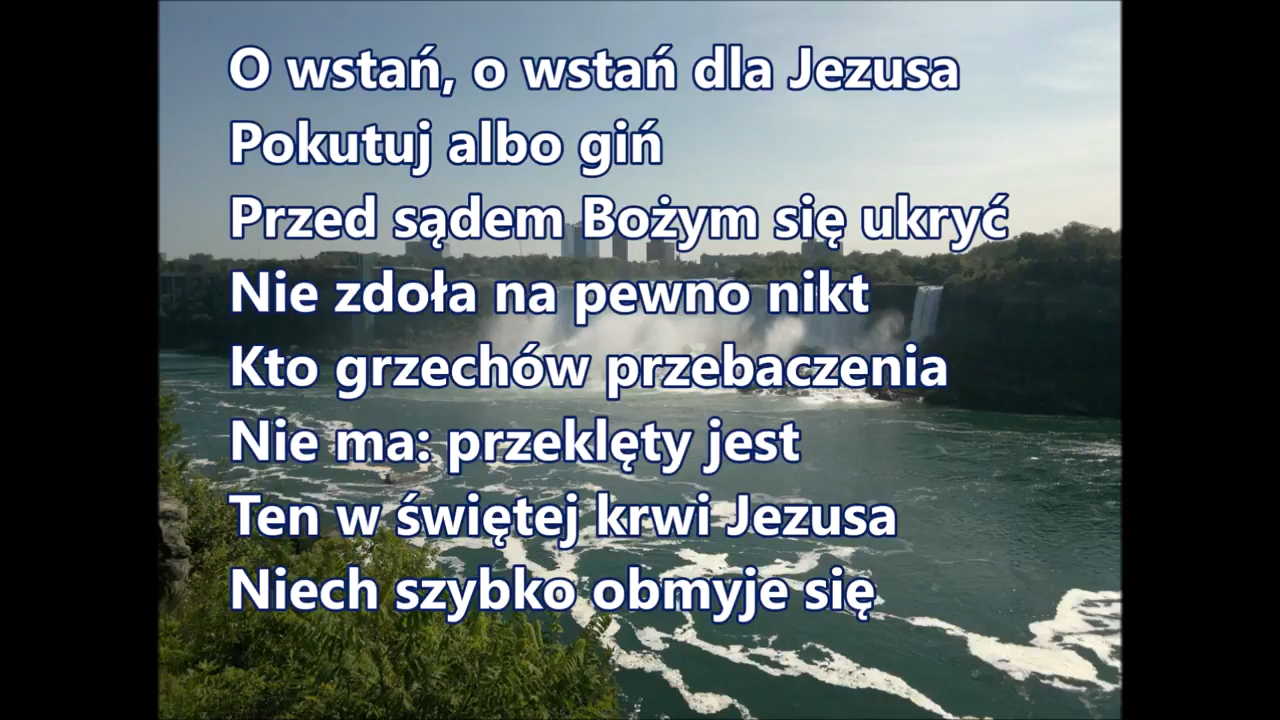 O wstań, o wstań dla Jezusa
Pokutuj albo giń
Przed sądem Bożym się ukryć
Nie zdoła na pewno nikt
Kto grzechów przebaczenia
Nie ma: przeklęty jest
Ten w świętej krwi Jezusa
Niech szybko obmyje się